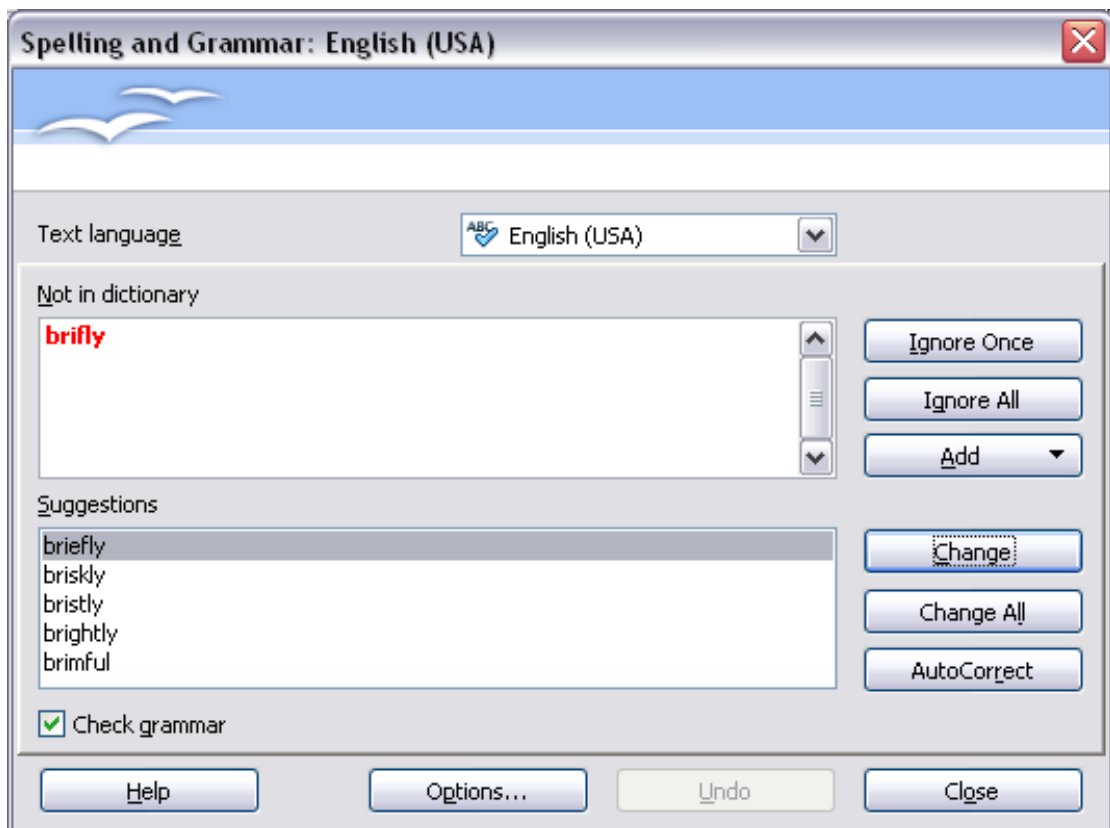 Spelling and Grammar: English (USA)
Text language
ABC English (USA)
Not in dictionary
brifly
Ignore Once
Ignore All
Add
Suggestions
briefly
briskly
bristly
brightly
brimful
Change
Change All
AutoCorrect
Check grammar
Help Options... Undo Close